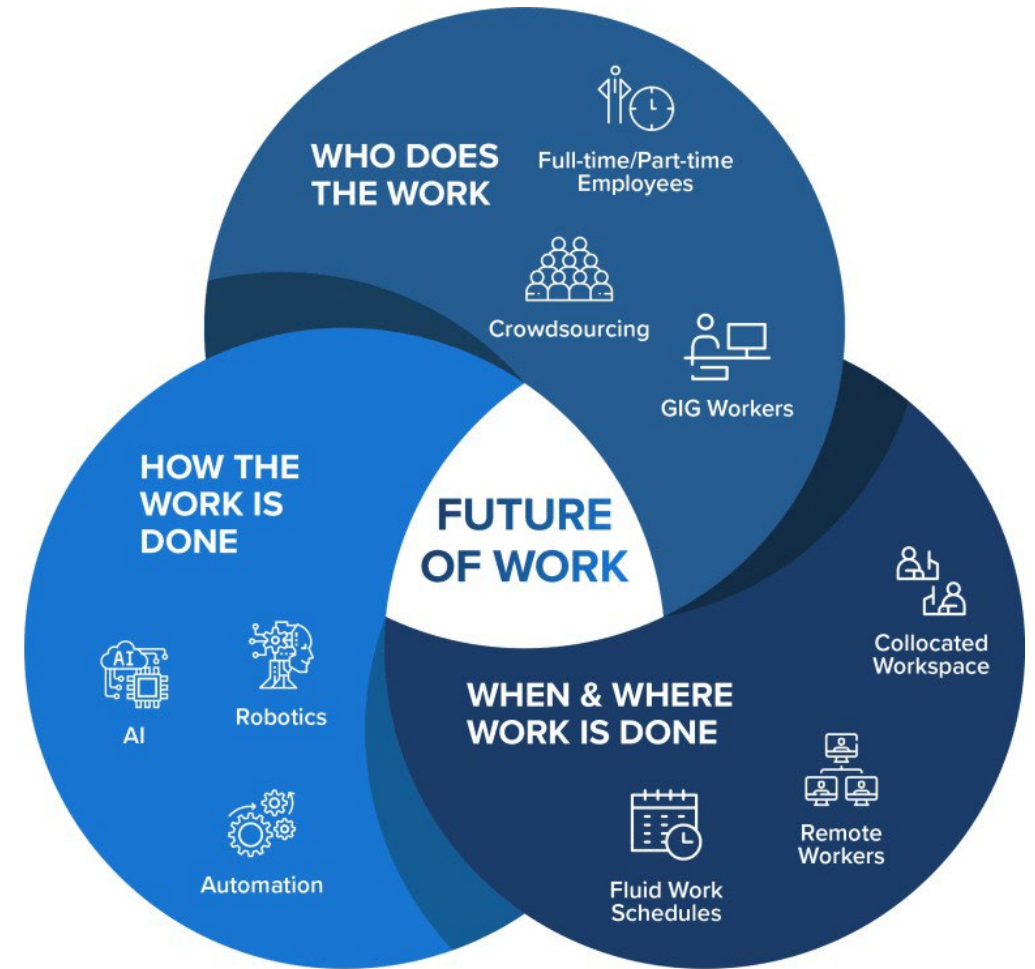 WHO DOES
THE WORK
Full-time/Part-time
Employees
Crowdsourcing
GIG Workers
HOW THE
WORK IS
DONE
AI
AI
Robotics
Automation
FUTURE
OF WORK
WHEN & WHERE
WORK IS DONE
Collocated
Workspace
Remote
Workers
Fluid Work
Schedules